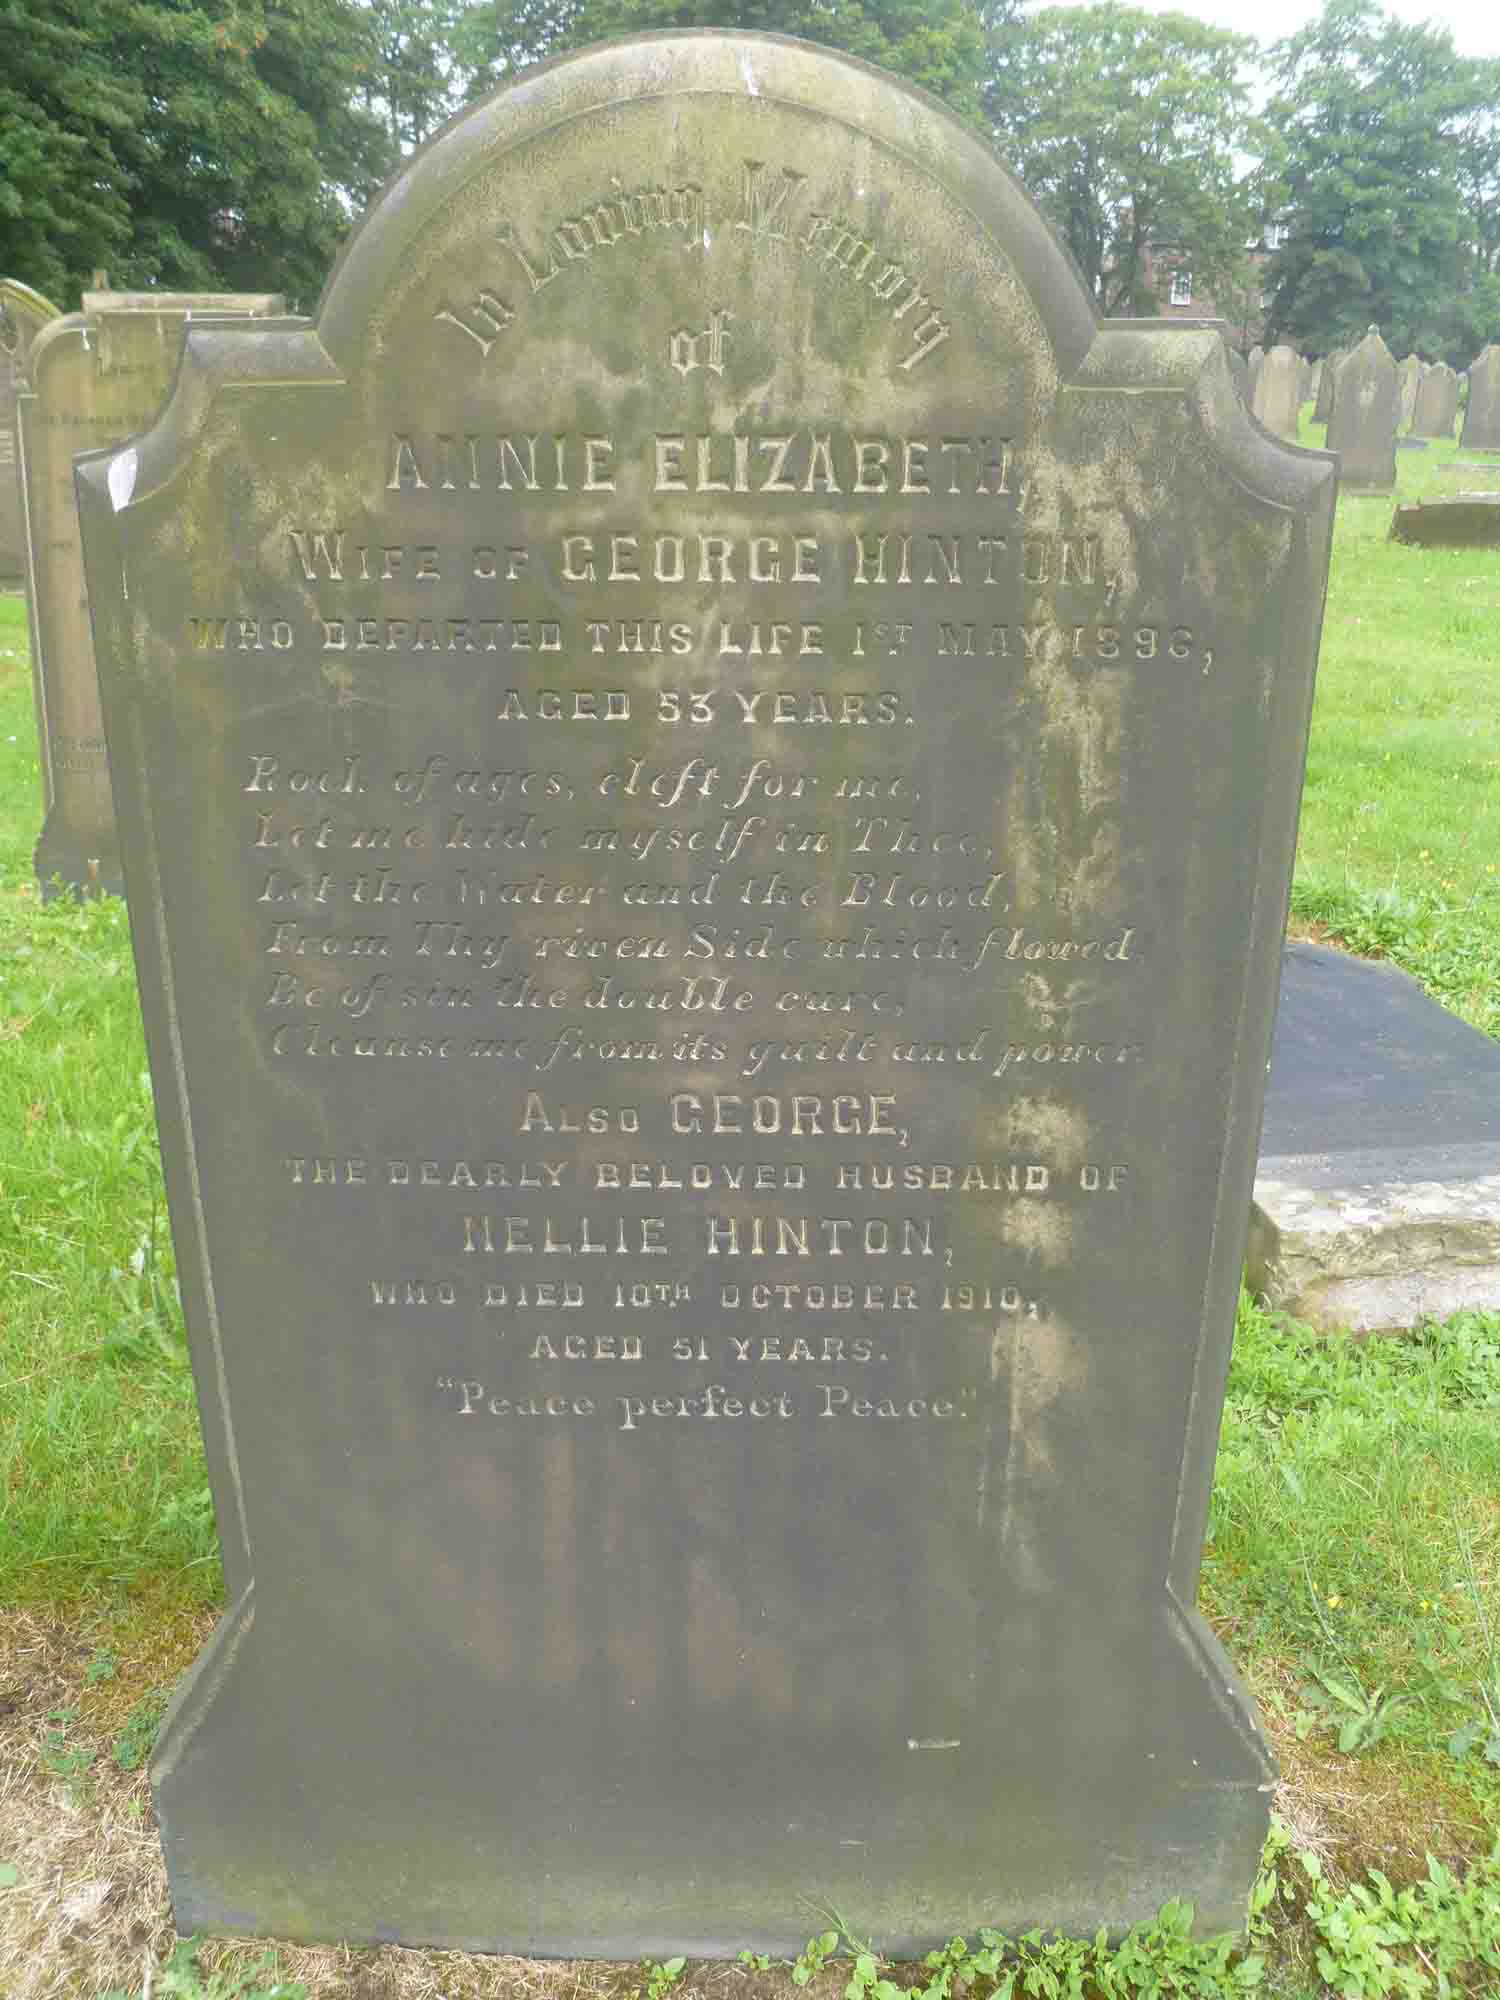 In Loving Memory
of
ANNIE ELIZABETH,
WIFE OF GEORGE HINTON,
WHO DEPARTED THIS LIFE 1ST MAY 1898,
AGED 53 YEARS.
Rock of ages, cleft for me,
Let me hide myself in Thee,
Let the Water and the Blood,
From Thy riven Side which flowed,
Be of sin the double cure,
Cleanse me from its guilt and power.
ALSO GEORGE,
THE DEARLY BELOVED HUSBAND OF
NELLIE HINTON,
WHO DIED 10TH OCTOBER 1910,
AGED 51 YEARS.
"Peace perfect Peace."